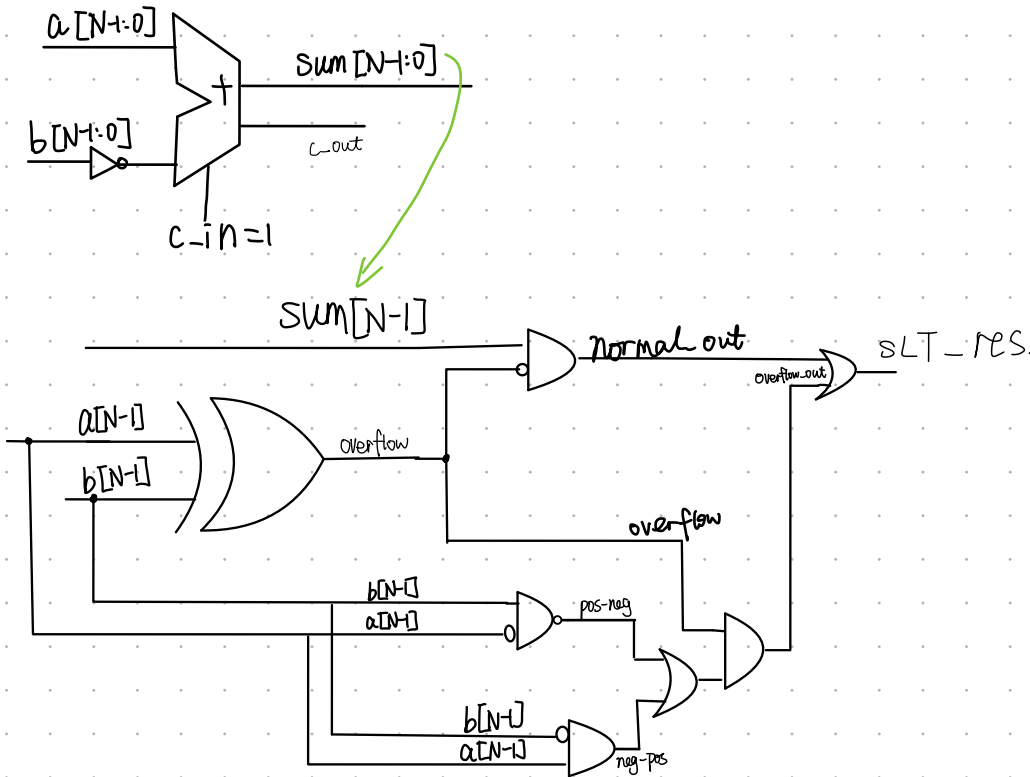 a[N-1:0]
sum[N-1:0]
+
b[N-1:0]
c_out
c_in=1
sum[N-1]
normal_out
SLT_res
overflow_out
a[N-1]
overflow
b[N-1]
overflow
b[N-1]
pos-neg
a[N-1]
b[N-1]
a[N-1]
neg-pos